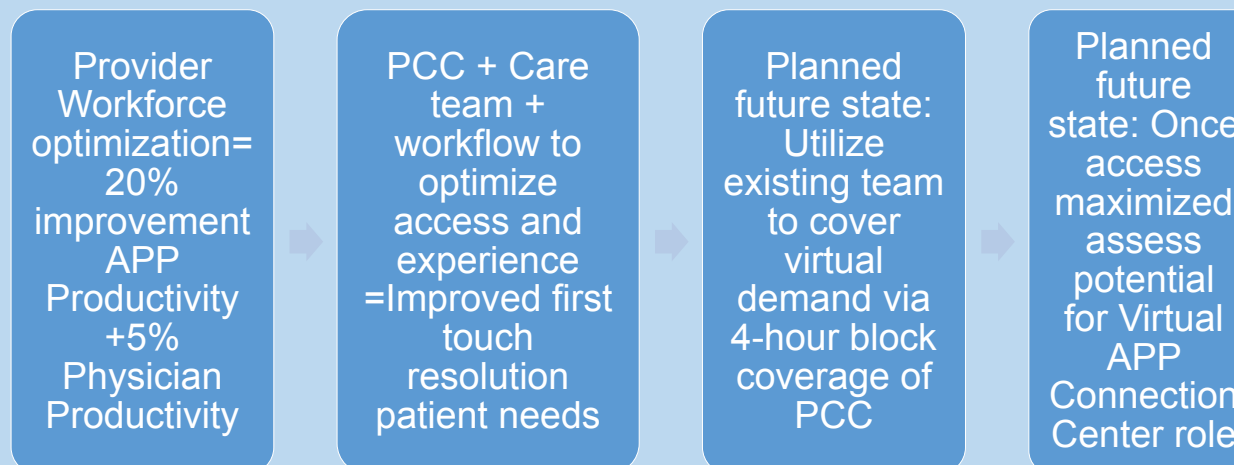 Provider
Workforce
optimization=
20%
improvement
APP
Productivity
+5%
Physician
Productivity
PCC + Care
team +
workflow to
optimize
access and
experience
=Improved first
touch
resolution
patient needs
Planned
future state:
Utilize
existing team
to cover
virtual
demand via
4-hour block
coverage of
PCC
Planned
future
state: Once
access
maximized
assess
potential
for Virtual
APP
Connection
Center role